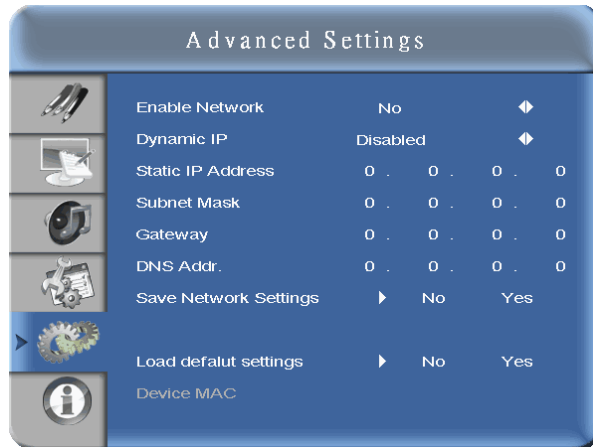 Advanced Settings
Enable Network No
Dynamic IP Disabled
Static IP Address 0 . 0 . 0 . 0
Subnet Mask 0 . 0 . 0 . 0
Gateway 0 . 0 . 0 . 0
DNS Addr. 0 . 0 . 0 . 0
Save Network Settings No Yes
Load defalut settings No Yes
Device MAC